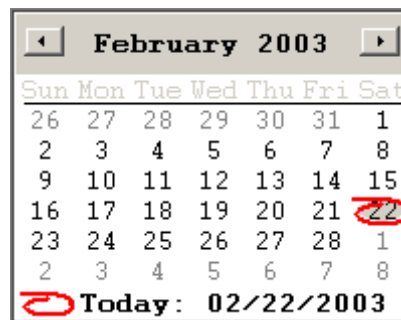 February 2003
Sun Mon Tue Wed Thu Fri Sat
26 27 28 29 30 31 1
2 3 4 5 6 7 8
9 10 11 12 13 14 15
16 17 18 19 20 21 22
23 24 25 26 27 28 1
2 3 4 5 6 7 8
Today: 02/22/2003